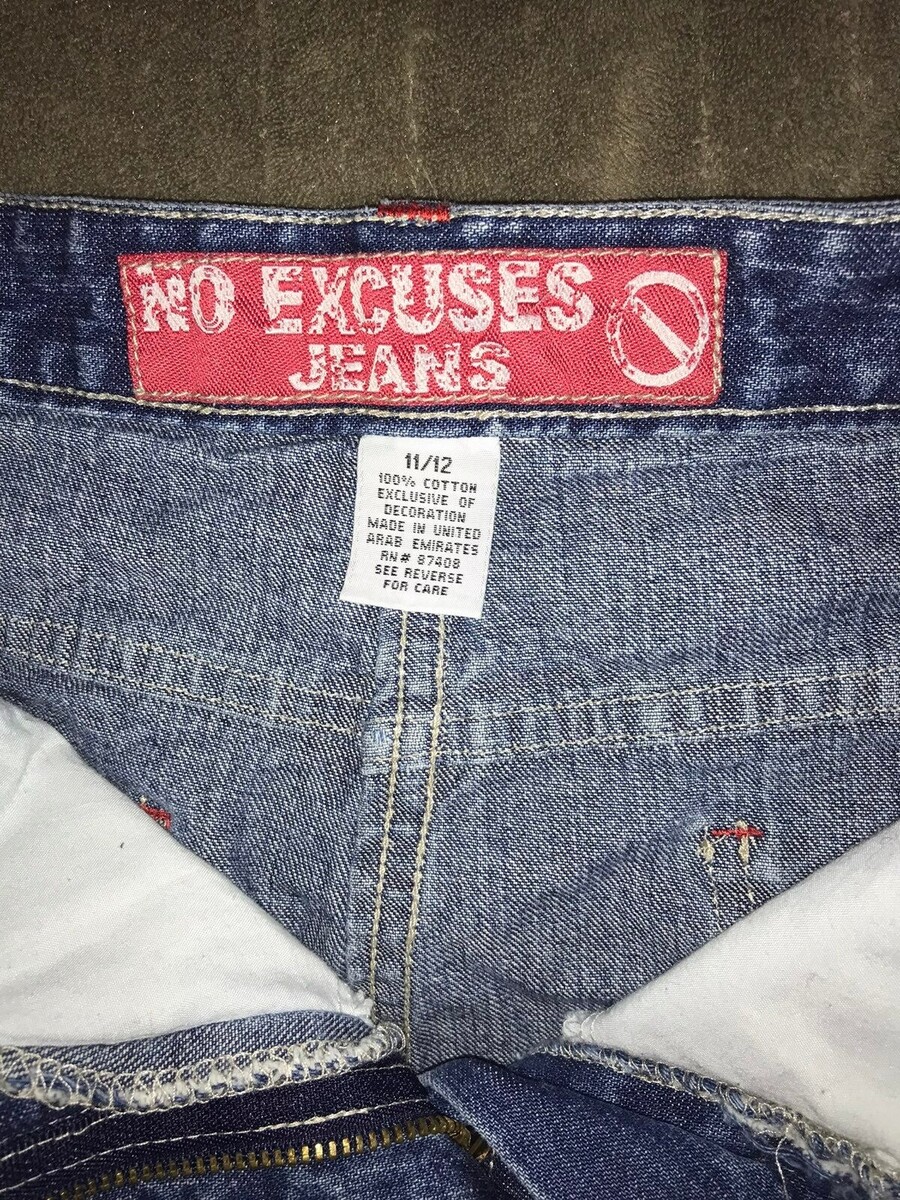 NO EXCUSES
JEANS
11/12
100% COTTON
EXCLUSIVE OF
DECORATION
MADE IN UNITED
ARAB EMIRATES
RN# 87408
SEE REVERSE
FOR CARE